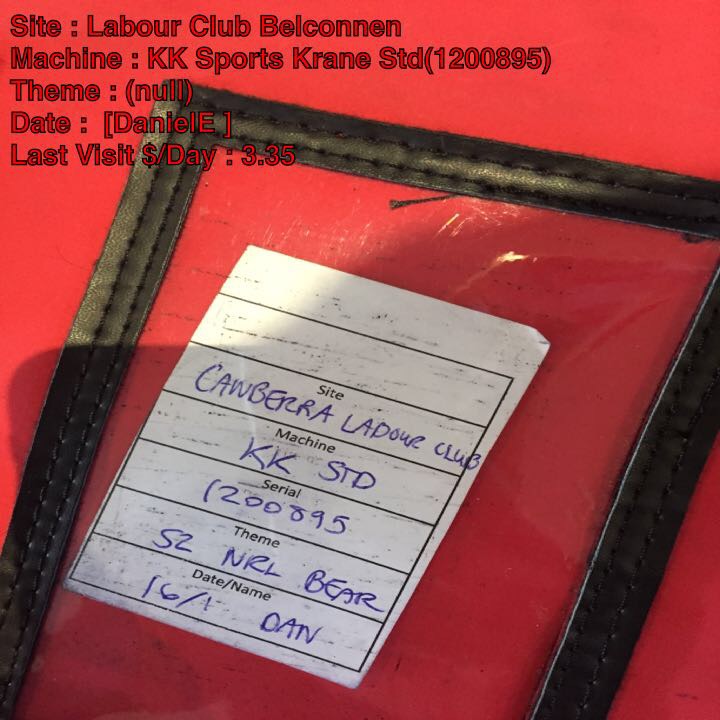 Site : Labour Club Belconnen
Machine : KK Sports Krane Std(1200895)
Theme : (null)
Date :  [DanielE ]
Last Visit $/Day : 3.35
Site
CANBERRA LABOUR CLUB
Machine
KK STD
Serial
1200895
Theme
S2 NRL BEAR
Date/Name
16/1 DAN